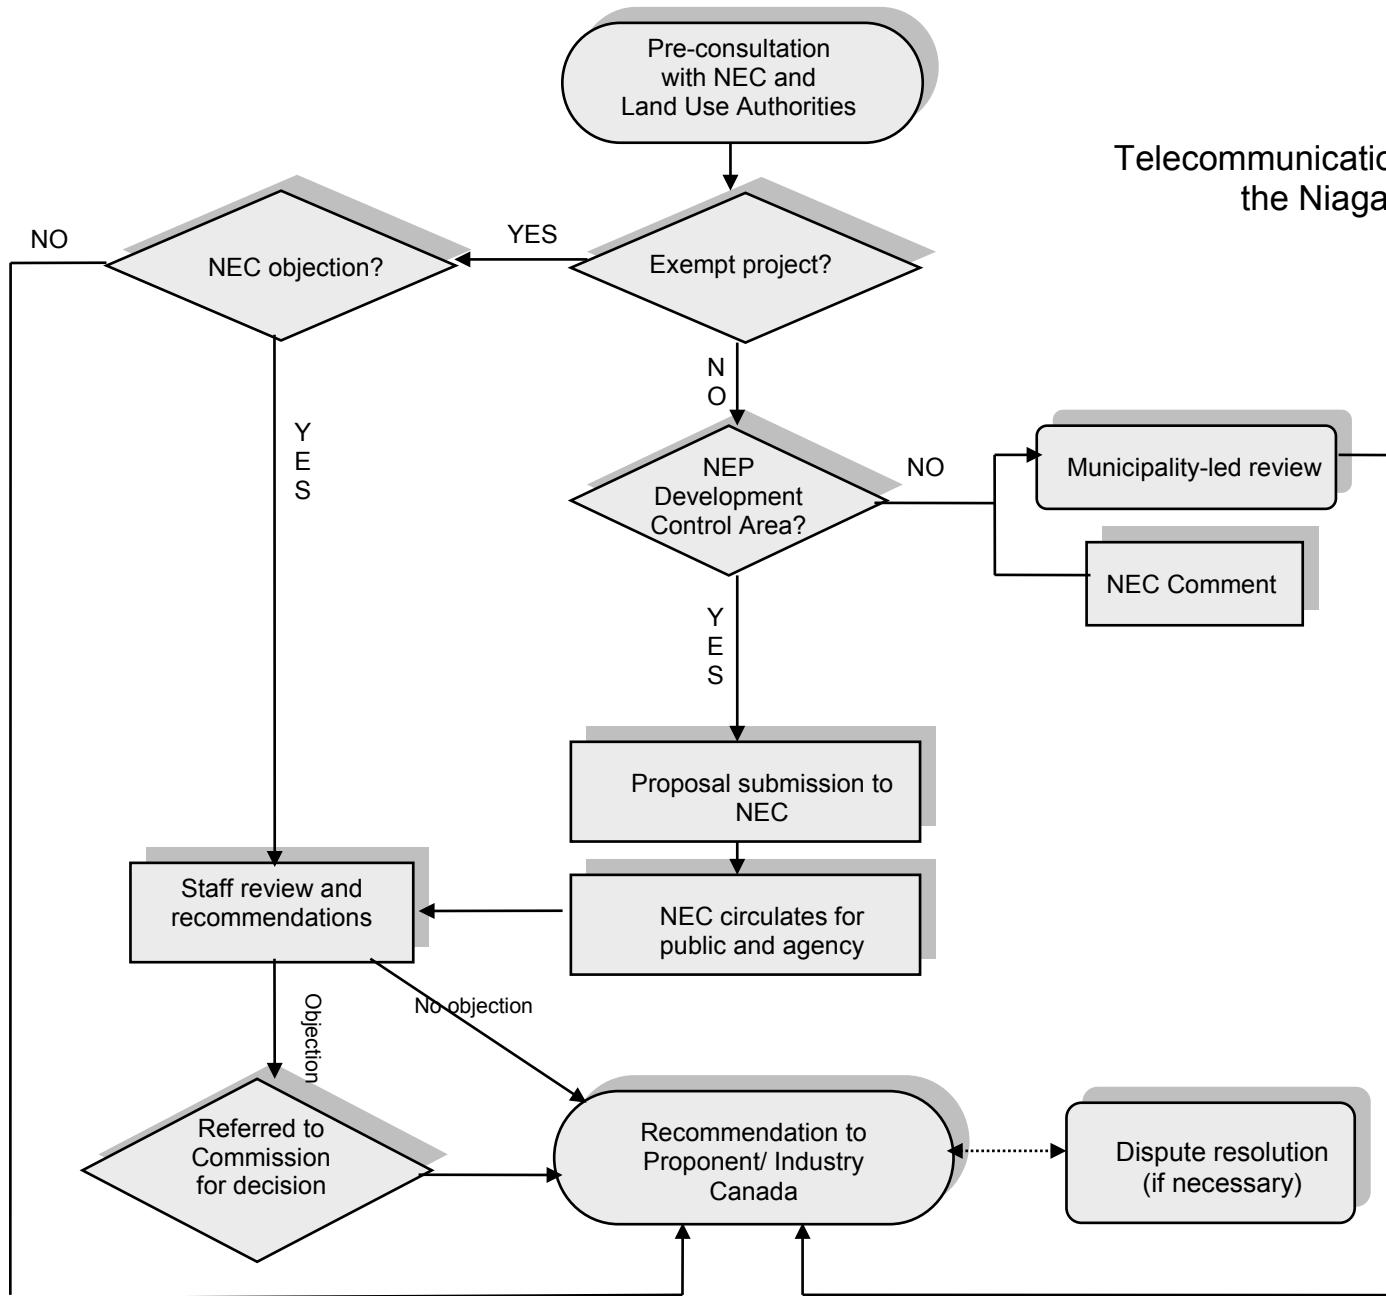 Pre-consultation
with NEC and
Land Use Authorities
Telecommunicatio
the Niaga
NO
NEC objection?
YES
Exempt project?
N
O
Y
E
S
NEP
Development
Control Area?
NO
Municipality-led review
NEC Comment
Y
E
S
Proposal submission to
NEC
Staff review and
recommendations
NEC circulates for
public and agency
Objection
No objection
Referred to
Commission
for decision
Recommendation to
Proponent/ Industry
Canada
Dispute resolution
(if necessary)